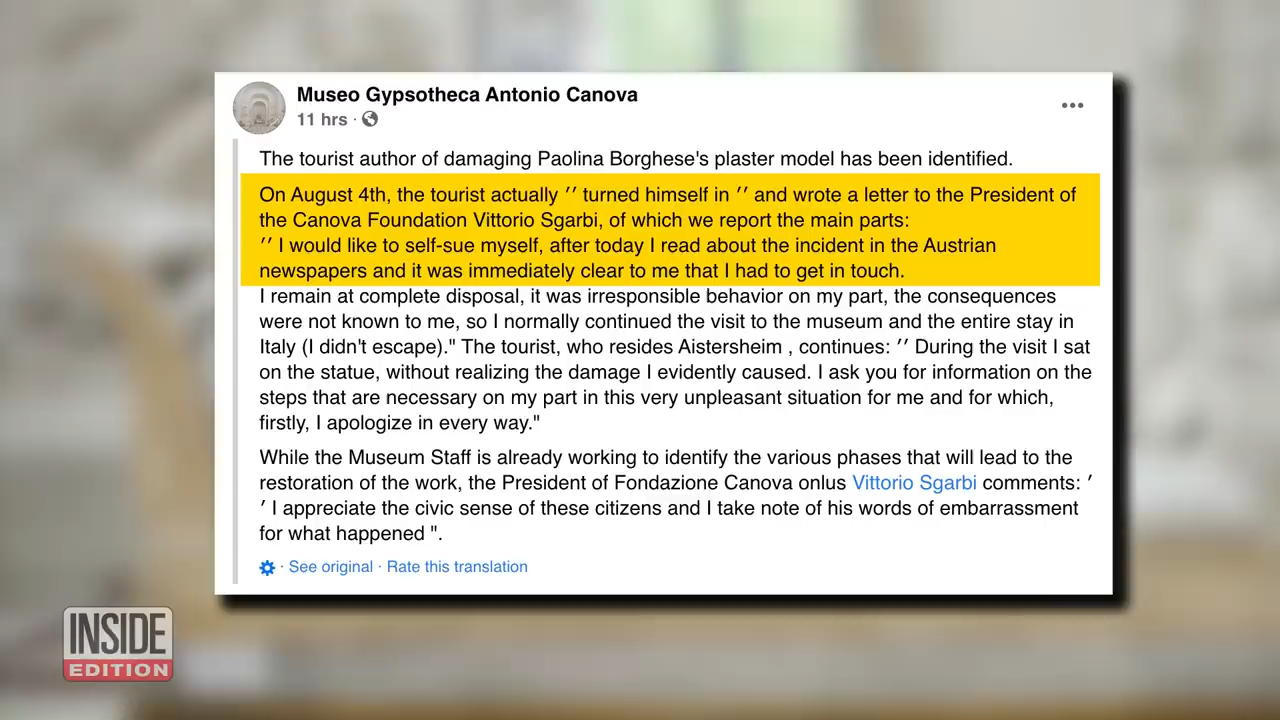 Museo Gypsotheca Antonio Canova
11 hrs ·
The tourist author of damaging Paolina Borghese's plaster model has been identified.
On August 4th, the tourist actually ′′ turned himself in ′′ and wrote a letter to the President of
the Canova Foundation Vittorio Sgarbi, of which we report the main parts:
′′ I would like to self-sue myself, after today I read about the incident in the Austrian
newspapers and it was immediately clear to me that I had to get in touch.
I remain at complete disposal, it was irresponsible behavior on my part, the consequences
were not known to me, so I normally continued the visit to the museum and the entire stay in
Italy (I didn't escape)." The tourist, who resides Aistersheim , continues: ′′ During the visit I sat
on the statue, without realizing the damage I evidently caused. I ask you for information on the
steps that are necessary on my part in this very unpleasant situation for me and for which,
firstly, I apologize in every way."
While the Museum Staff is already working to identify the various phases that will lead to the
restoration of the work, the President of Fondazione Canova onlus Vittorio Sgarbi comments: ′
′ I appreciate the civic sense of these citizens and I take note of his words of embarrassment
for what happened ".
· See original · Rate this translation
INSIDE
EDITION